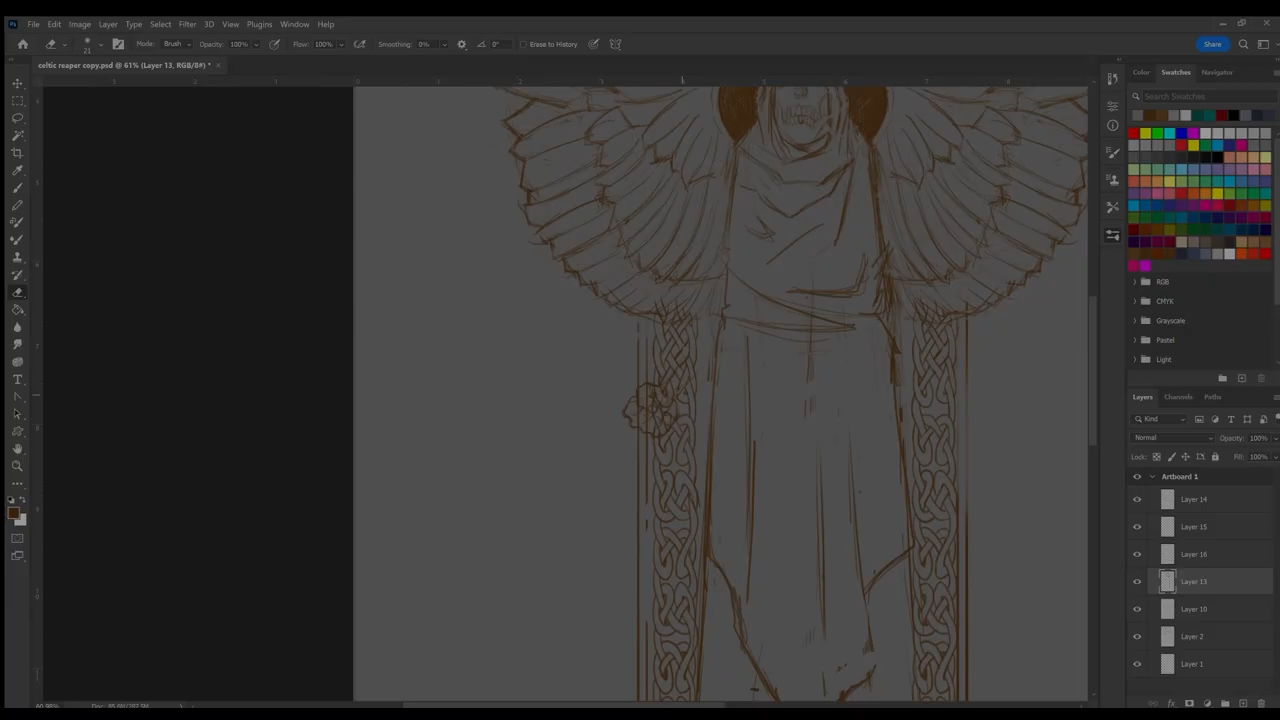 File Edit Image Layer Type Select Filter 3D View Plugins Window Help
21 Mode: Brush Opacity: 100% Flow: 100% Smoothing: 0% 0° Erase to History Share
celtic reaper copy.psd @ 61% (Layer 13, RGB/8#) *
Color Swatches Navigator
Search Swatches
RGB
CMYK
Grayscale
Pastel
Light
Layers Channels Paths
Kind
Normal Opacity: 100%
Lock: Fill: 100%
Artboard 1
Layer 14
Layer 15
Layer 16
Layer 13
Layer 10
Layer 2
Layer 1